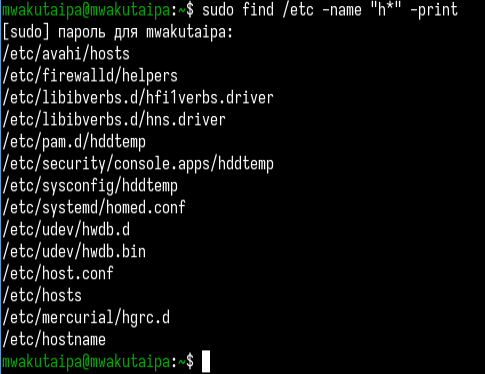 mwakutaipa@mwakutaipa:~$ sudo find /etc -name "h*" -print
[sudo] пароль для mwakutaipa:
/etc/avahi/hosts
/etc/firewalld/helpers
/etc/libibverbs.d/hfi1verbs.driver
/etc/libibverbs.d/hns.driver
/etc/pam.d/hddtemp
/etc/security/console.apps/hddtemp
/etc/sysconfig/hddtemp
/etc/systemd/homed.conf
/etc/udev/hwdb.d
/etc/udev/hwdb.bin
/etc/host.conf
/etc/hosts
/etc/mercurial/hgrc.d
/etc/hostname
mwakutaipa@mwakutaipa:~$